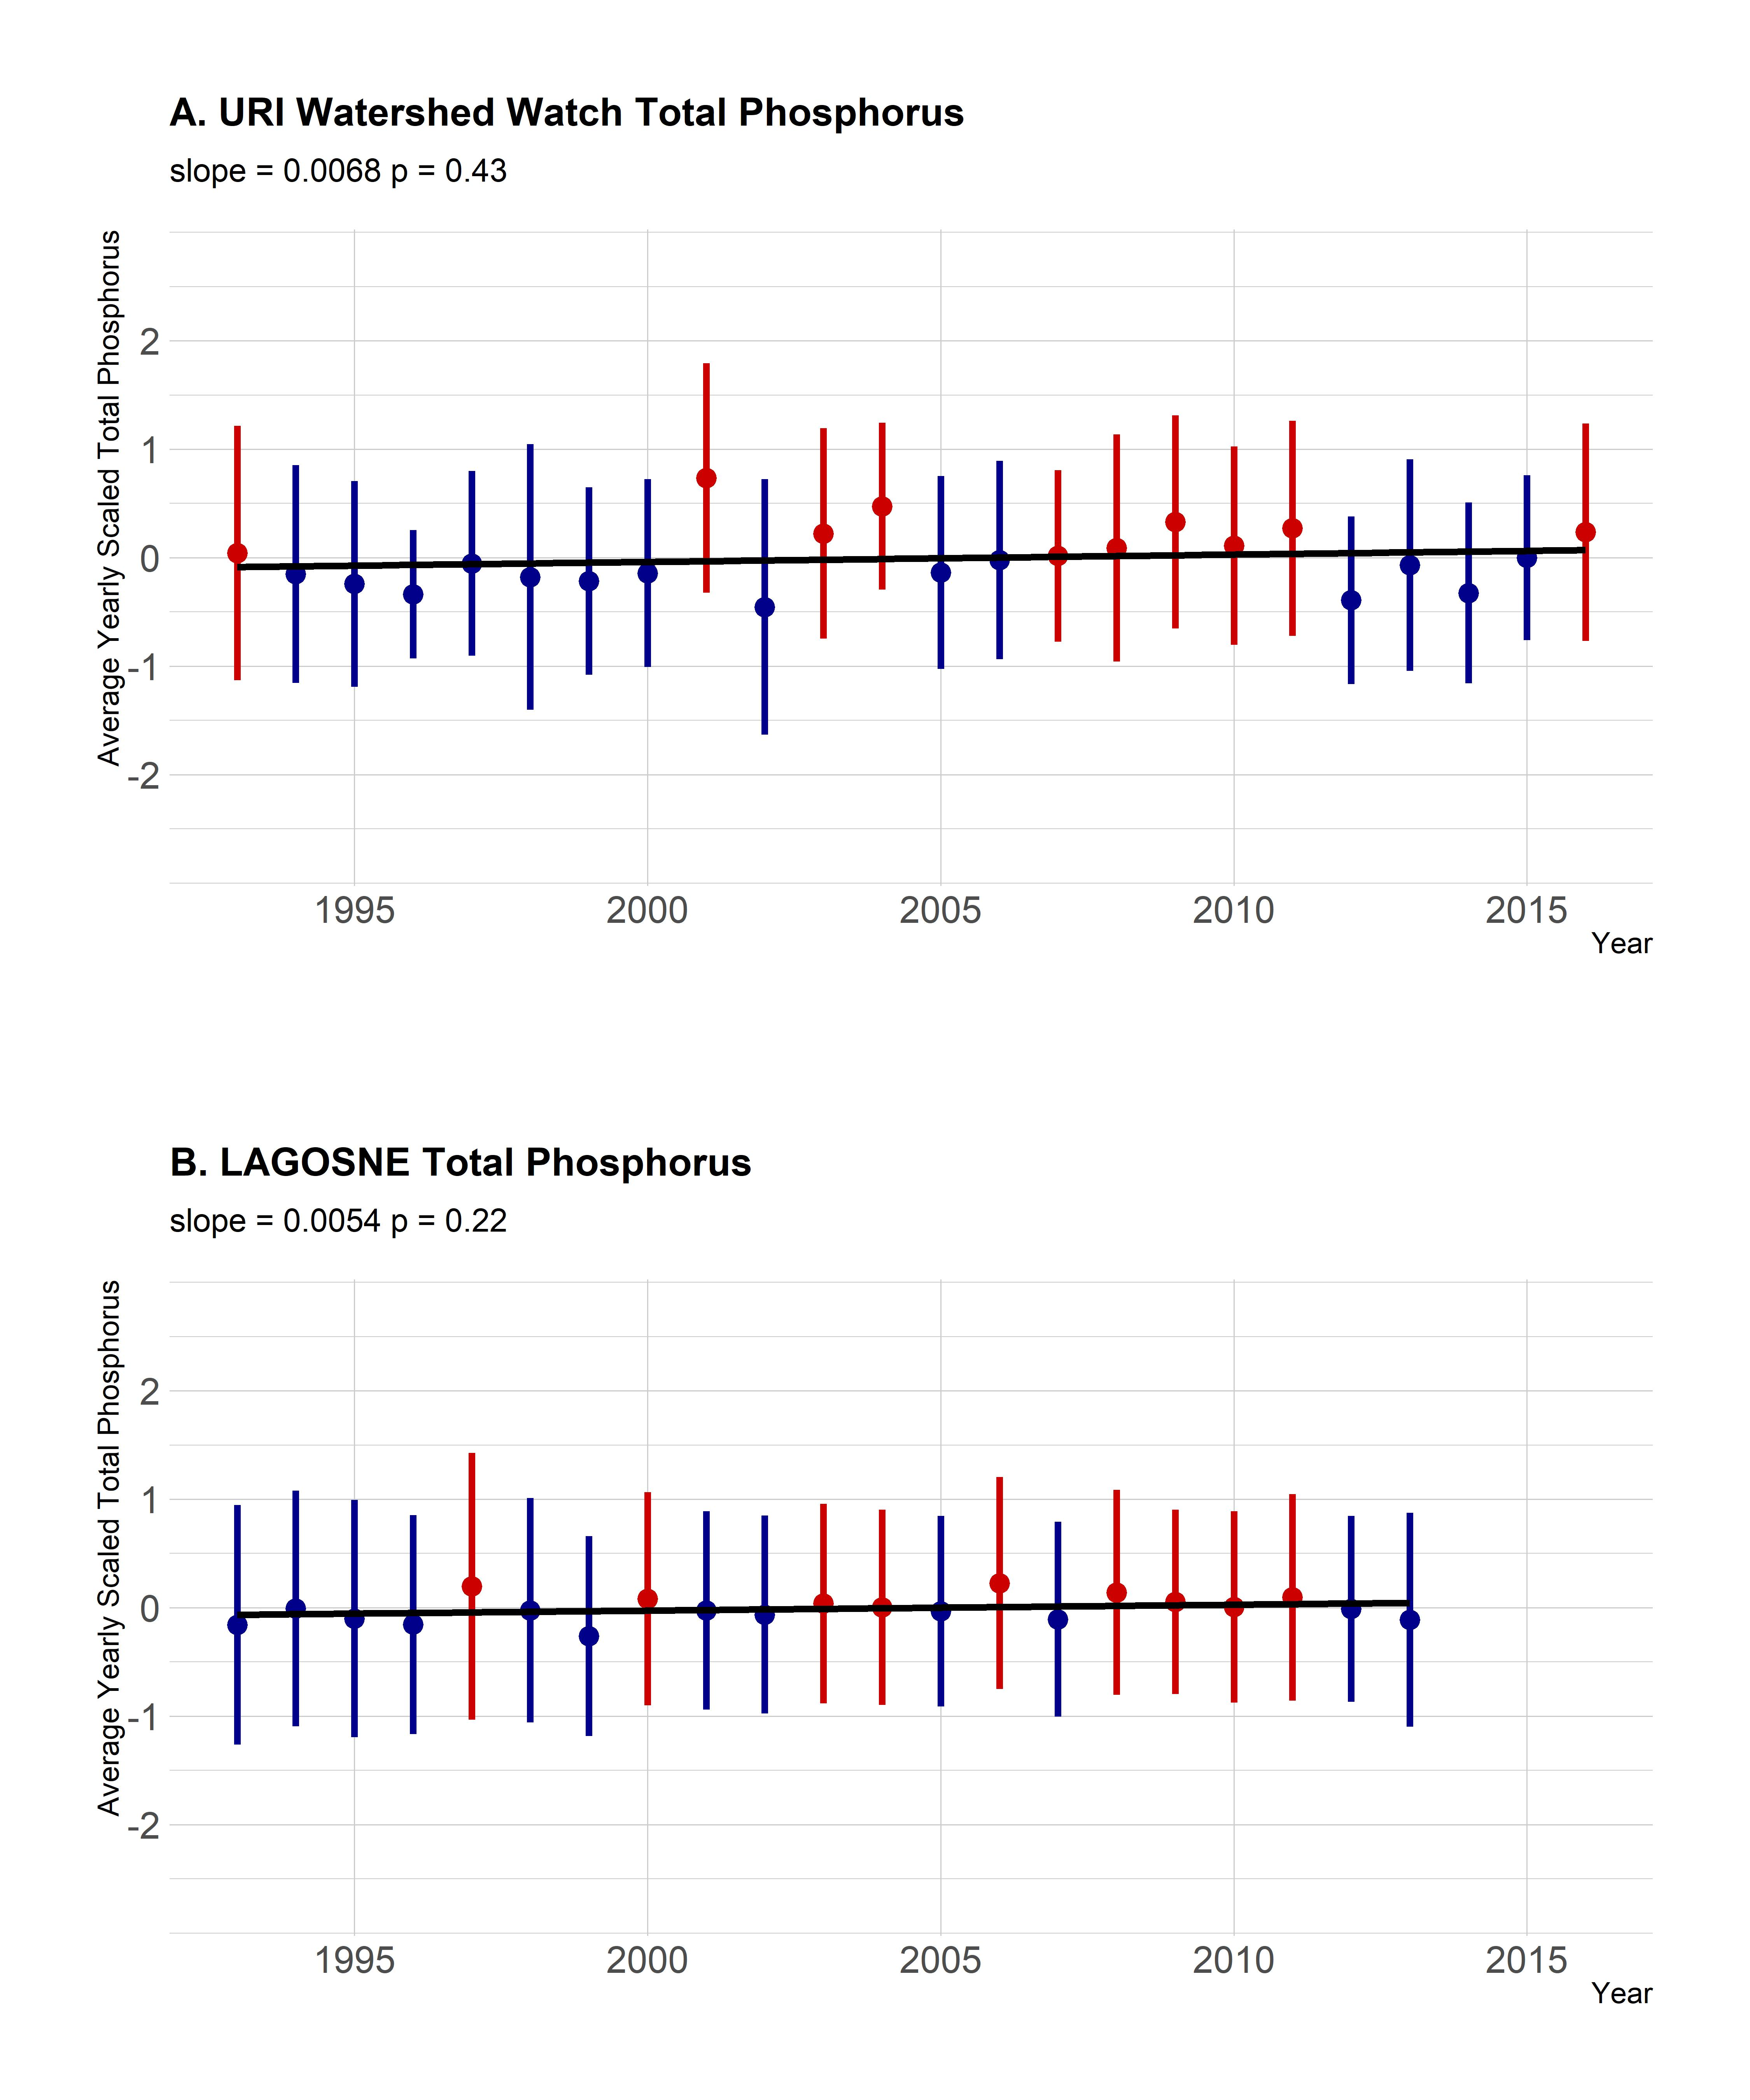 A. URI Watershed Watch Total Phosphorus
slope = 0.0068 p = 0.43
Average Yearly Scaled Total Phosphorus
2
1
0
-1
-2
1995 2000 2005 2010 2015
Year
B. LAGOSNE Total Phosphorus
slope = 0.0054 p = 0.22
Average Yearly Scaled Total Phosphorus
2
1
0
-1
-2
1995 2000 2005 2010 2015
Year